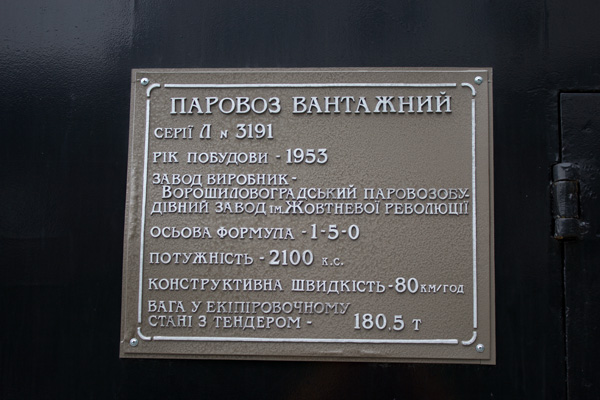 ПАРОВОЗ ВАНТАЖНИЙ
СЕРІЇ Л N 3191
РІК ПОБУДОВИ - 1953
ЗАВОД ВИРОБНИК-
ВОРОШИЛОВОГРАДСЬКИЙ ПАРОВОЗОБУ-
ДІВНИЙ ЗАВОД ІМ. ЖОВТНЕВОЇ РЕВОЛЮЦІЇ
ОСЬОВА ФОРМУЛА - 1-5-0
ПОТУЖНІСТЬ - 2100 К.С.
КОНСТРУКТИВНА ШВИДКІСТЬ-80 КМ/ГОД
ВАГА У ЕКІПІРОВОЧНОМУ
СТАНІ З ТЕНДЕРОМ - 180,5 Т